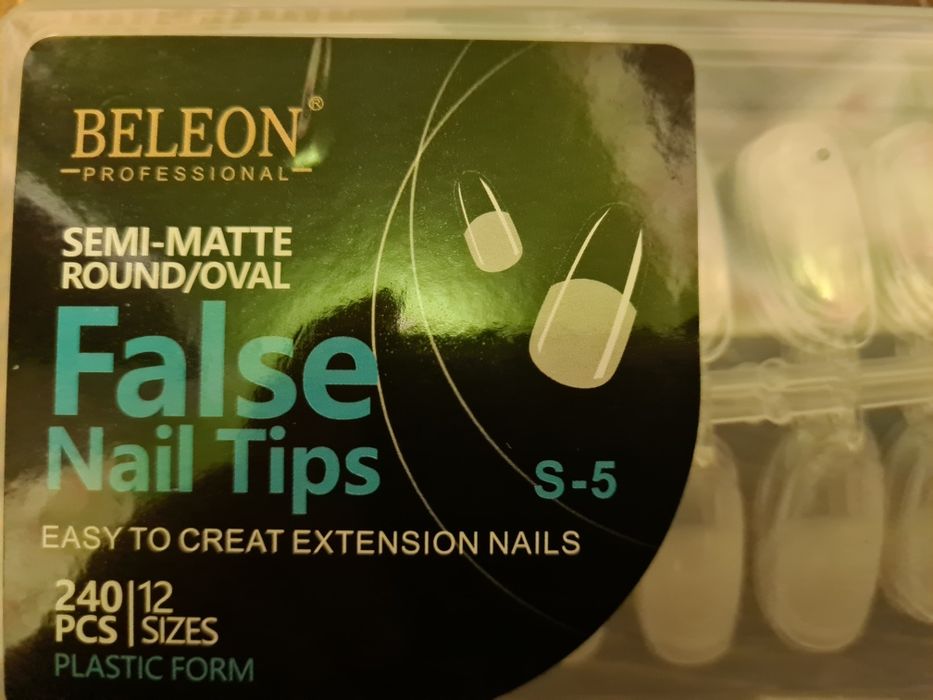 BELEON®
PROFESSIONAL
SEMI-MATTE
ROUND/OVAL
False
Nail Tips
S-5
EASY TO CREAT EXTENSION NAILS
240 PCS
12 SIZES
PLASTIC FORM